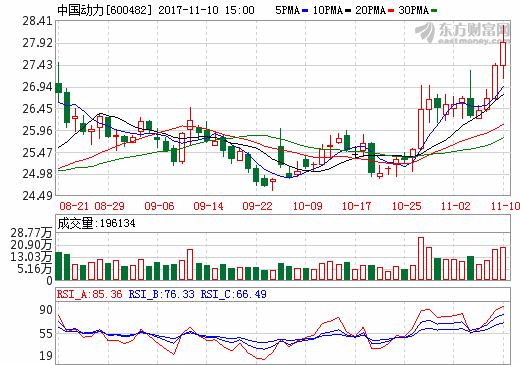 中国动力[600482] 2017-11-10 15:00 5PMA 10PMA 20PMA 30PMA
28.41
东方财富网
eastmoney.com
27.92
27.43
26.94
26.45
25.96
25.47
24.98
24.49
08-21 08-29 09-06 09-14 09-22 10-09 10-17 10-25 11-02 11-10
成交量:196134
28.77万
20.90万
13.03万
5.16万
0
RSI_A:85.36 RSI_B:76.33 RSI_C:66.49
90
55
19